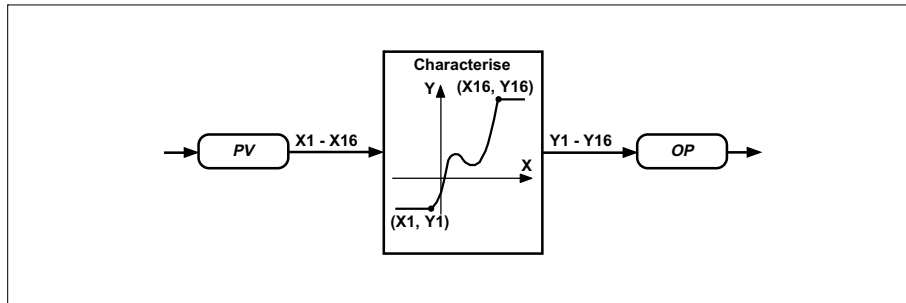 Characterise
Y
(X16, Y16)
PV
X1 - X16
Y1 - Y16
OP
X
(X1, Y1)